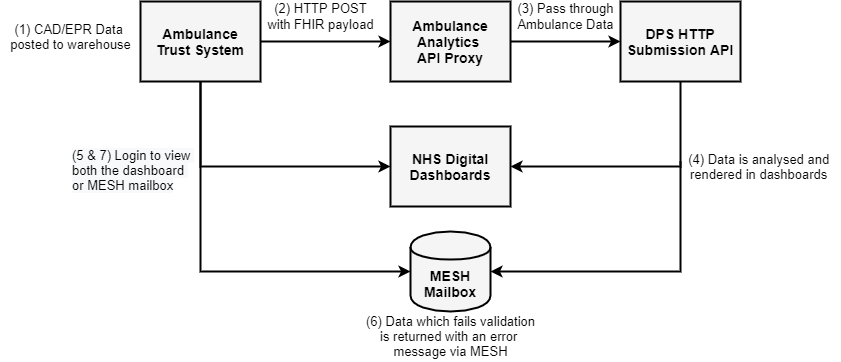 (1) CAD/EPR Data
posted to warehouse
Ambulance
Trust System
(2) HTTP POST
with FHIR payload
Ambulance
Analytics
API Proxy
(3) Pass through
Ambulance Data
DPS HTTP
Submission API
(5 & 7) Login to view
both the dashboard
or MESH mailbox
NHS Digital
Dashboards
(4) Data is analysed and
rendered in dashboards
MESH
Mailbox
(6) Data which fails validation
is returned with an error
message via MESH